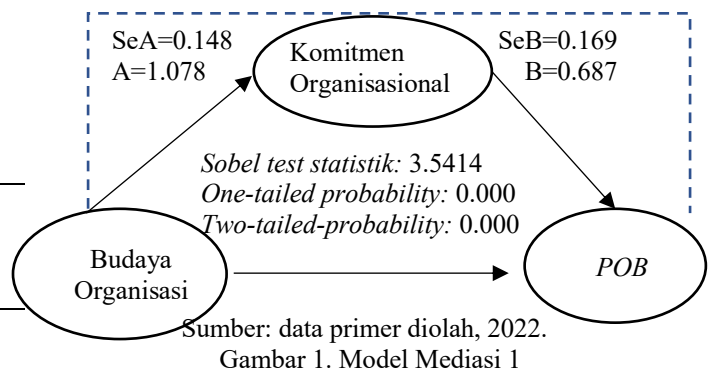 SeA=0.148
A=1.078
Komitmen
Organisasional
SeB=0.169
B=0.687
Sobel test statistik: 3.5414
One-tailed probability: 0.000
Two-tailed-probability: 0.000
Budaya
Organisasi
POB
Sumber: data primer diolah, 2022.
Gambar 1. Model Mediasi 1